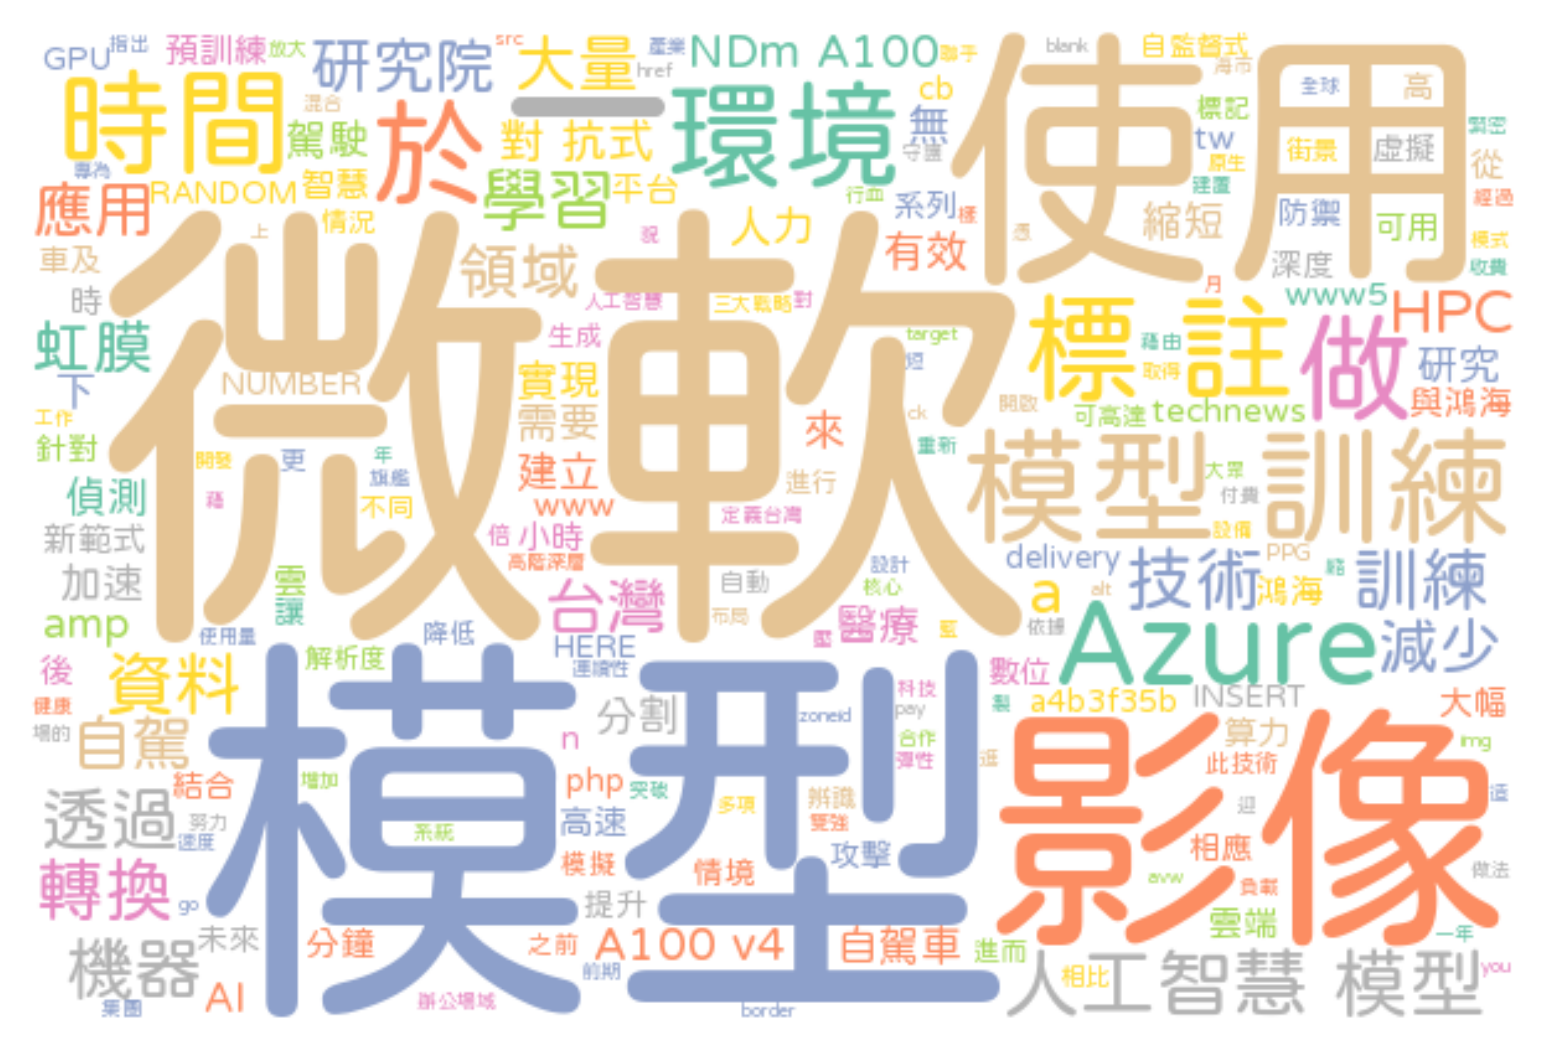 GPU
指出
預訓練
放大
研究院
src
大量
href
產業
NDm A100
聯手
blank
自監督式
海市
全球
高
時間
混合
駕駛
於
一
對 抗式
環境
cb
無
守護
使用
標記
tw
原生
街景
虛擬
緊密
從
專為
應用
RANDOM
智慧
學習
平台
行血
系列
建置
縮短
防禦
可用
經過
模式
情況
上
人力
有效
車及
領域
深度
收費
月
時
微軟
人工智慧
三大戰略
對
www5
HPC
虹膜
生成
target
標註
藉由
做
研究
下
NUMBER
實現
短
取得
與鴻海
工作
需要
來
ck
開啟
可高達
technews
針對
開發
更
年
旗艦
建立
進行
重新
模型訓練
大眾
付費
偵測
藉
不同
www
定義台灣
設備
新範式
倍
小時
高階深層
delivery
PPG
加速
雲
讓
台灣
自動
設計
核心
技術
訓練
鴻海
a
alt
amp
使用量
降低
HERE
布局
醫療
藍
依據
Azure
減少
後
解析度
連續性
數位
資料
健康
場的
自駕
模型
分割
n
zoneid
科技
pay
合作
彈性
製
a4b3f35b
INSERT
大幅
影像
算力
img
此技術
結合
增加
php
突破
透過
努力
速度
系統
高速
多項
辨識
雙強
迎
相應
轉換
go
模擬
情境
攻擊
avw
負載
做法
提升
機器
未來
分鐘
之前
A100 v4
自駕車
進而
雲端
一年
AI
集團
辦公場域
前期
border
人工智慧 模型
相比
you